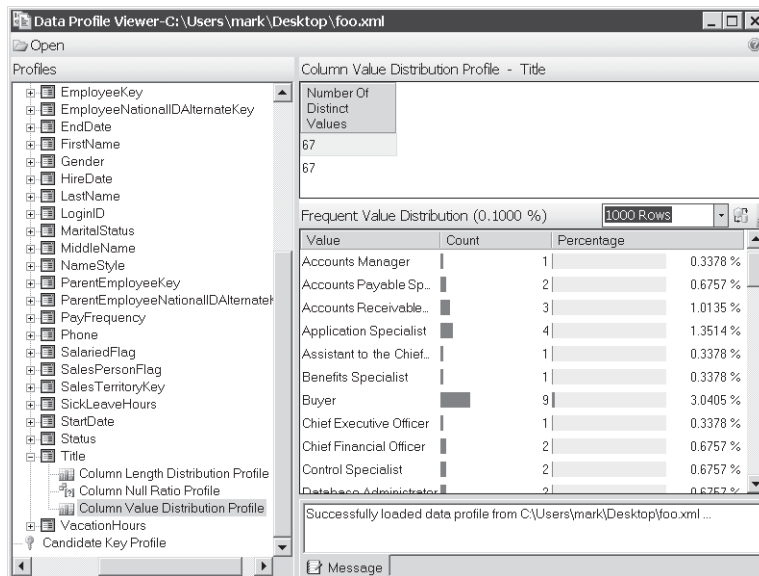 Data Profile Viewer-C:\Users\mark\Desktop\foo.xml
Open
Profiles
EmployeeKey
EmployeeNationalIDAlternateKey
EndDate
FirstName
Gender
HireDate
LastName
LoginID
MaritalStatus
MiddleName
NameStyle
ParentEmployeeKey
ParentEmployeeNationalIDAlternate
PayFrequency
Phone
SalariedFlag
SalesPersonFlag
SalesTerritoryKey
SickLeaveHours
StartDate
Status
Title
Column Length Distribution Profile
Column Null Ratio Profile
Column Value Distribution Profile
VacationHours
Candidate Key Profile
Column Value Distribution Profile - Title
Number Of
Distinct
Values
67
67
Frequent Value Distribution (0.1000 %) 1000 Rows
Value Count Percentage
Accounts Manager 1 0.3378 %
Accounts Payable Sp... 2 0.6757 %
Accounts Receivable... 3 1.0135 %
Application Specialist 4 1.3514 %
Assistant to the Chief... 1 0.3378 %
Benefits Specialist 1 0.3378 %
Buyer 9 3.0405 %
Chief Executive Officer 1 0.3378 %
Chief Financial Officer 2 0.6757 %
Control Specialist 2 0.6757 %
Database Administrator 2 0.6757 %
Successfully loaded data profile from C:\Users\mark\Desktop\foo.xml ...
Message